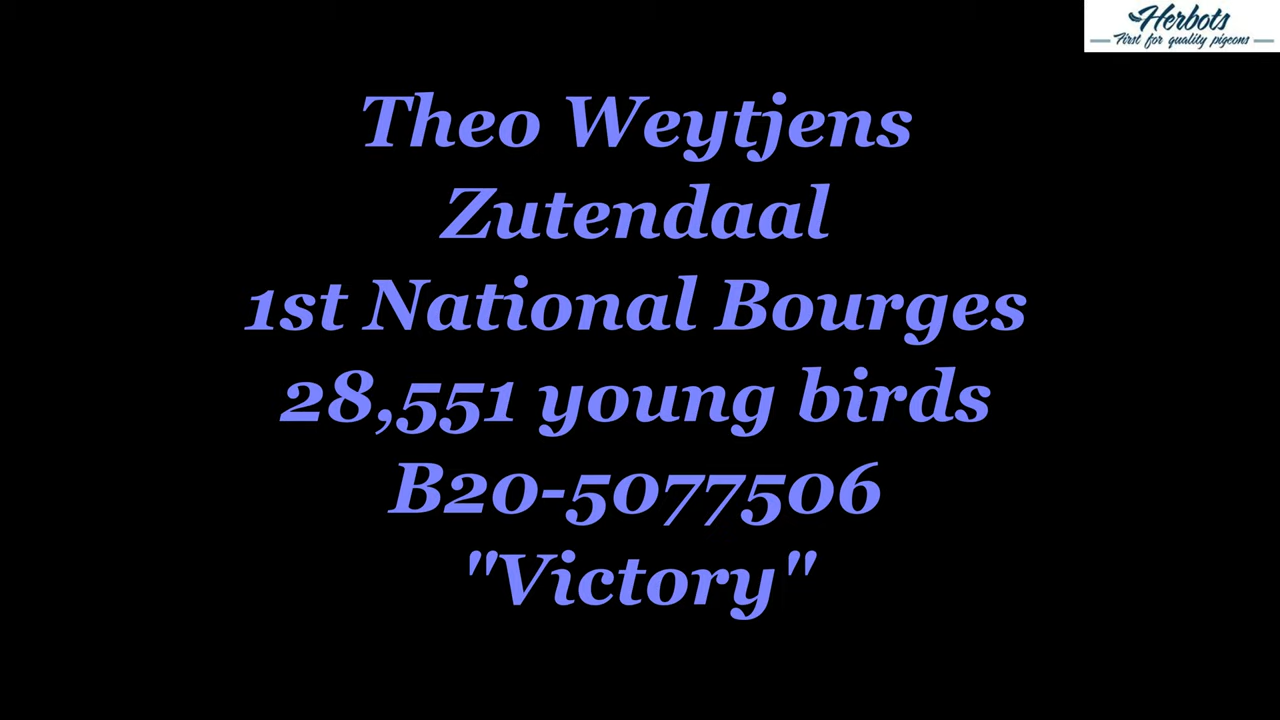 Herbots
First for quality pigeons
Theo Weytjens
Zutendaal
1st National Bourges
28,551 young birds
B20-5077506
"Victory"